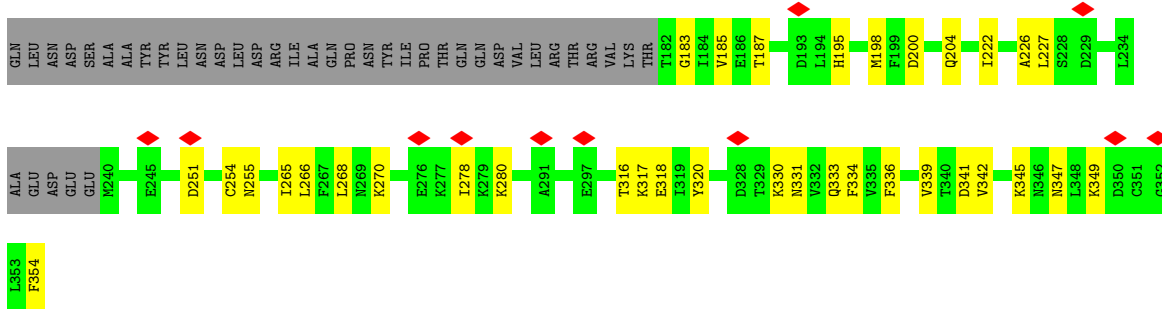 GLN LEU ASN ASP SER ALA ALA TYR TYR LEU ASN ASP LEU ASP ARG ILE ALA GLN PRO ASN TYR ILE PRO THR GLN GLN ASP VAL LEU ARG THR ARG VAL LYS THR T182 G183 I184 V185 E186 T187 D193 L194 H195 M198 F199 D200 Q204 I222 A226 L227 S228 D229 L234
ALA GLU ASP GLU GLU M240 E245 D251 C254 N255 I265 L266 F267 L268 N269 K270 E276 K277 I278 K279 K280 A291 E297 T316 K317 E318 I319 Y320 D328 T329 K330 N331 V332 Q333 F334 V335 F336 V339 T340 D341 V342 K345 N346 N347 L348 K349 D350 C351
L353 F354